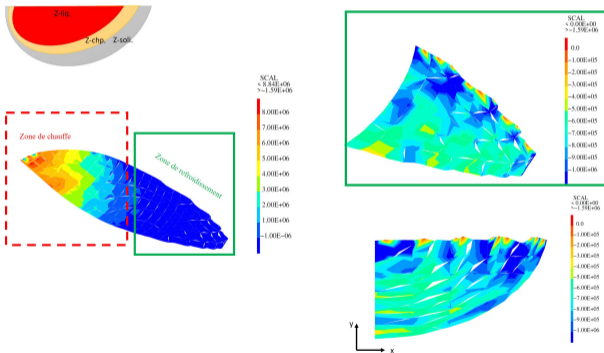 Z-liq.
Z-chp. Z-soli.
SCAL
< 8.84E+06
>-1.59E+06
8.00E+06
7.00E+06
6.00E+06
5.00E+06
4.00E+06
3.00E+06
2.00E+06
1.00E+06
-1.00E-06
Zone de chauffe
Zone de refroidissement
SCAL
< 0.00E+00
>-1.59E+06
0.0
-1.00E+05
-2.00E+05
-3.00E+05
-4.00E+05
-5.00E+05
-6.00E+05
-7.00E+05
-8.00E+05
-9.00E+05
-1.00E+06
SCAL
< 0.00E+00
>-1.59E+06
0.0
-1.00E+05
-2.00E+05
-3.00E+05
-4.00E+05
-5.00E+05
-6.00E+05
-7.00E+05
-8.00E+05
-9.00E+05
-1.00E+06
y
x